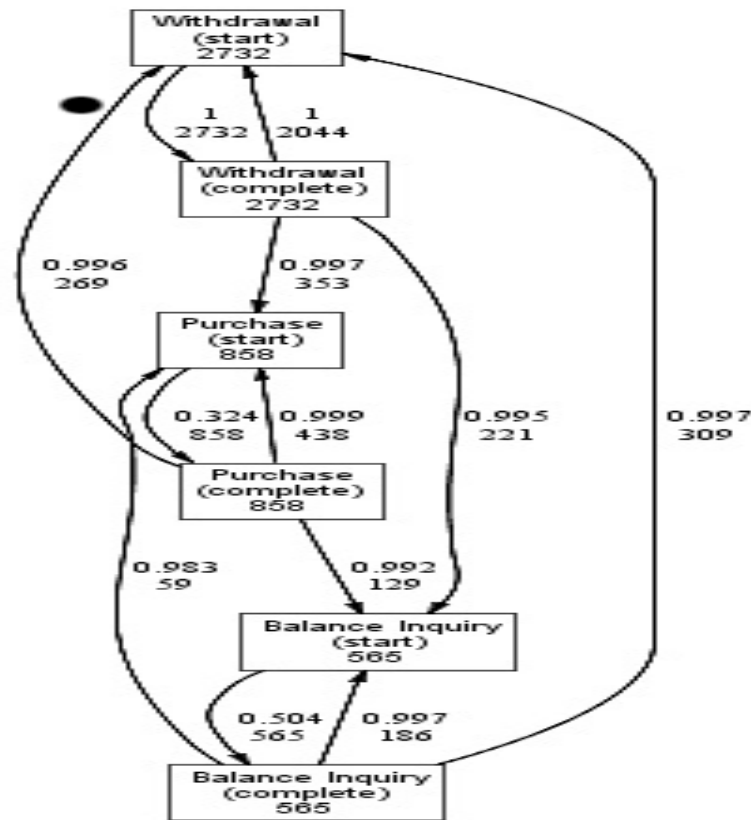 Withdrawal
(start)
2732
1
2732
1
2044
Withdrawal
(complete)
2732
0.996
269
0.997
353
Purchase
(start)
858
0.324
858
0.999
438
0.995
221
0.997
309
Purchase
(complete)
858
0.983
59
0.992
129
Balance Inquiry
(start)
565
0.504
565
0.997
186
Balance Inquiry
(complete)
565